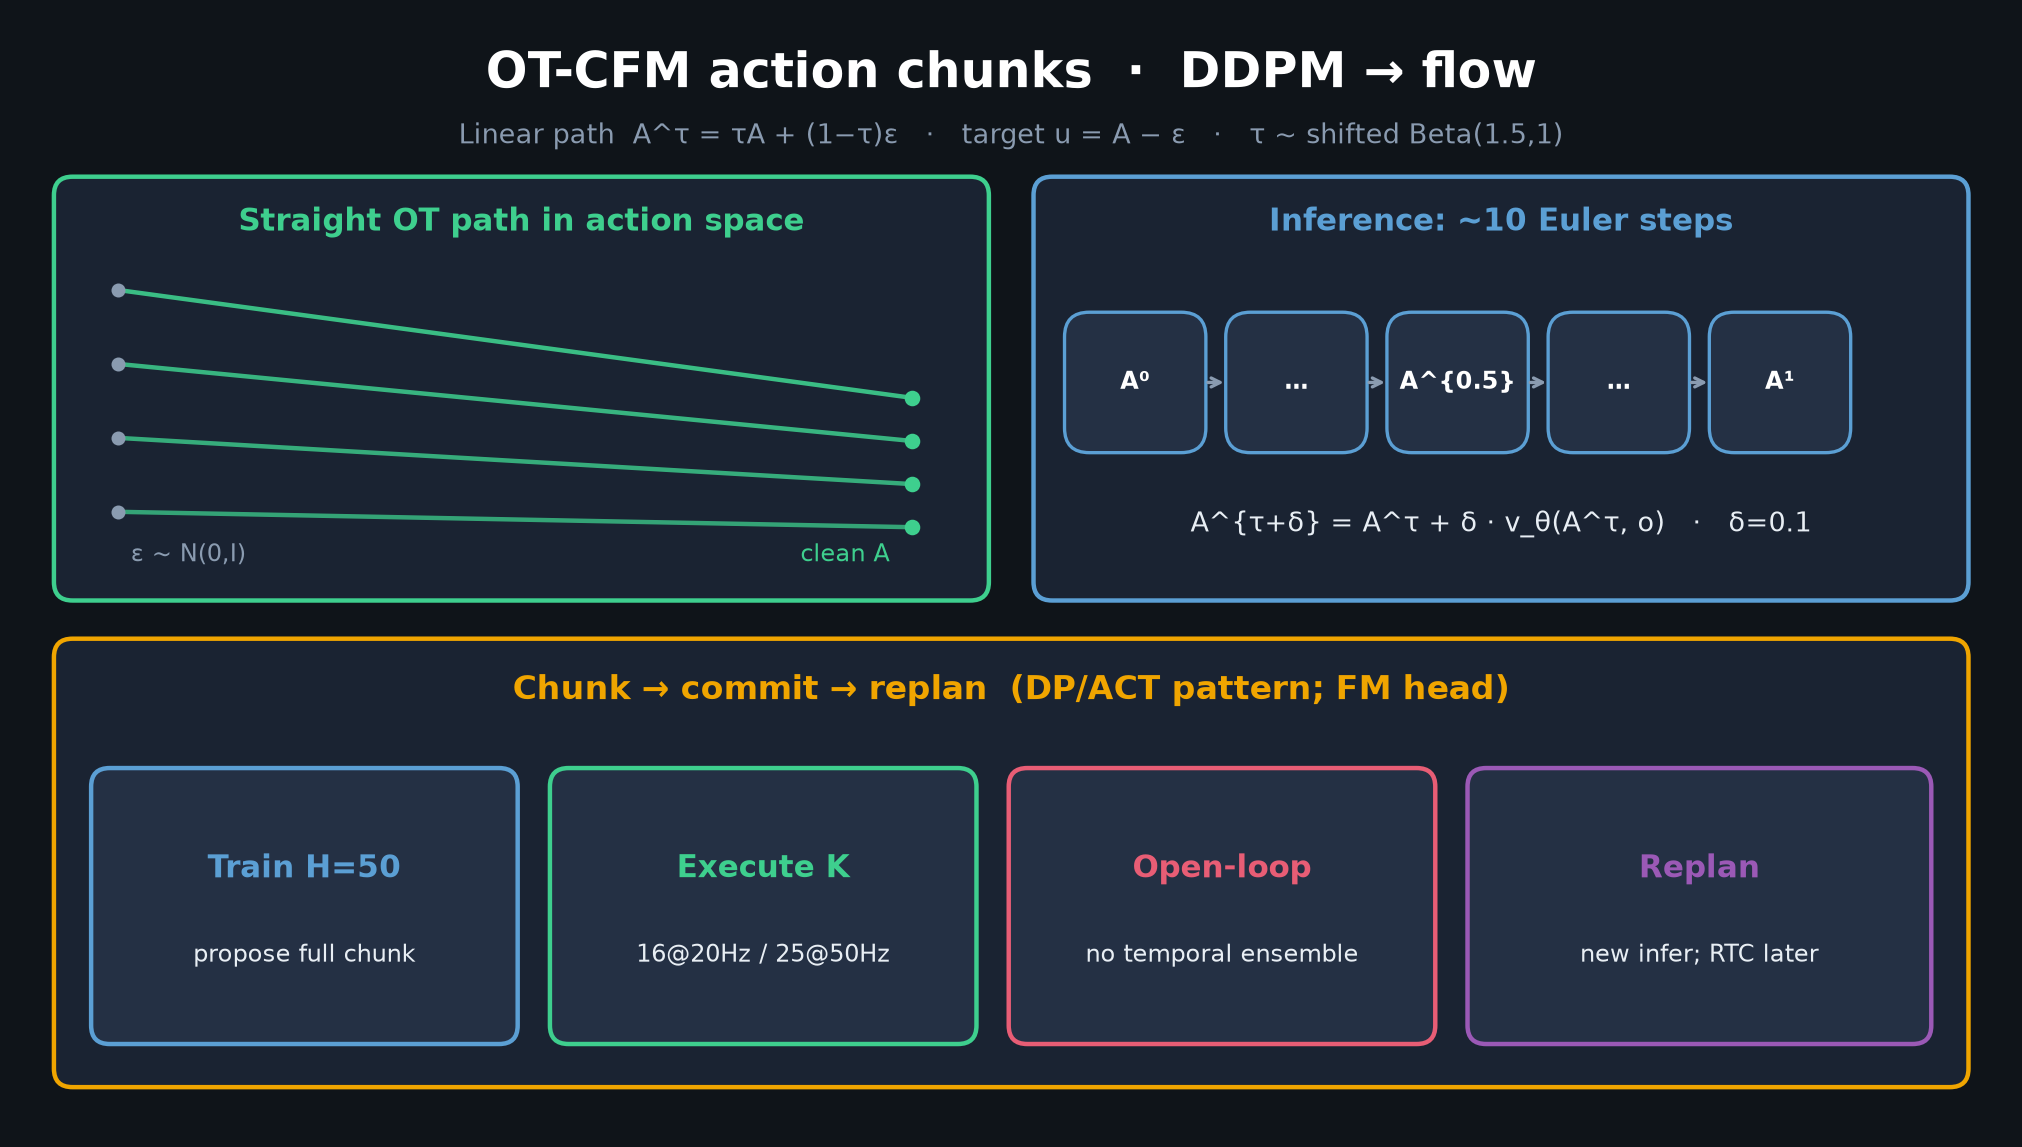 OT-CFM action chunks · DDPM → flow
Linear path A^τ = τA + (1−τ)ε · target u = A − ε · τ ~ shifted Beta(1.5,1)
Straight OT path in action space
ε ~ N(0,I)
clean A
Inference: ~10 Euler steps
A⁰
...
A^{0.5}
...
A¹
A^{τ+δ} = A^τ + δ · v_θ(A^τ, o) · δ=0.1
Chunk → commit → replan (DP/ACT pattern; FM head)
Train H=50
propose full chunk
Execute K
16@20Hz / 25@50Hz
Open-loop
no temporal ensemble
Replan
new infer; RTC later